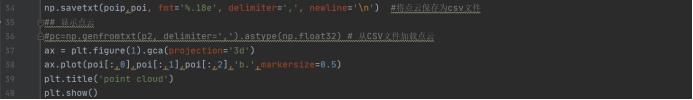 34 np.savetxt(poip,poi, fmt='%.18e', delimiter=',', newline='\n') #将点云保存为csv文件
35 ## 显示点云
36 #pc=np.genfromtxt(p2, delimiter=',').astype(np.float32) # 从CSV文件加载点云
37 ax = plt.figure(1).gca(projection='3d')
38 ax.plot(poi[:,0],poi[:,1],poi[:,2],'b.',markersize=0.5)
39 plt.title('point cloud')
40 plt.show()